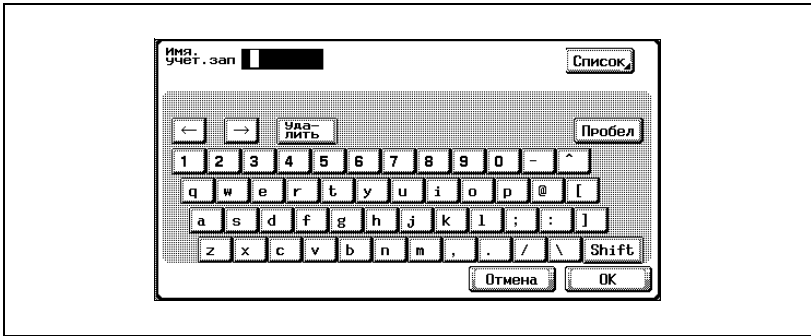 Имя.
учет.зап
Список
← → Уда-
лить
Пробел
1 2 3 4 5 6 7 8 9 0 - ^
q w e r t y u i o p @ [
a s d f g h j k l ; : ]
z x c v b n m , . / \ Shift
Отмена OK